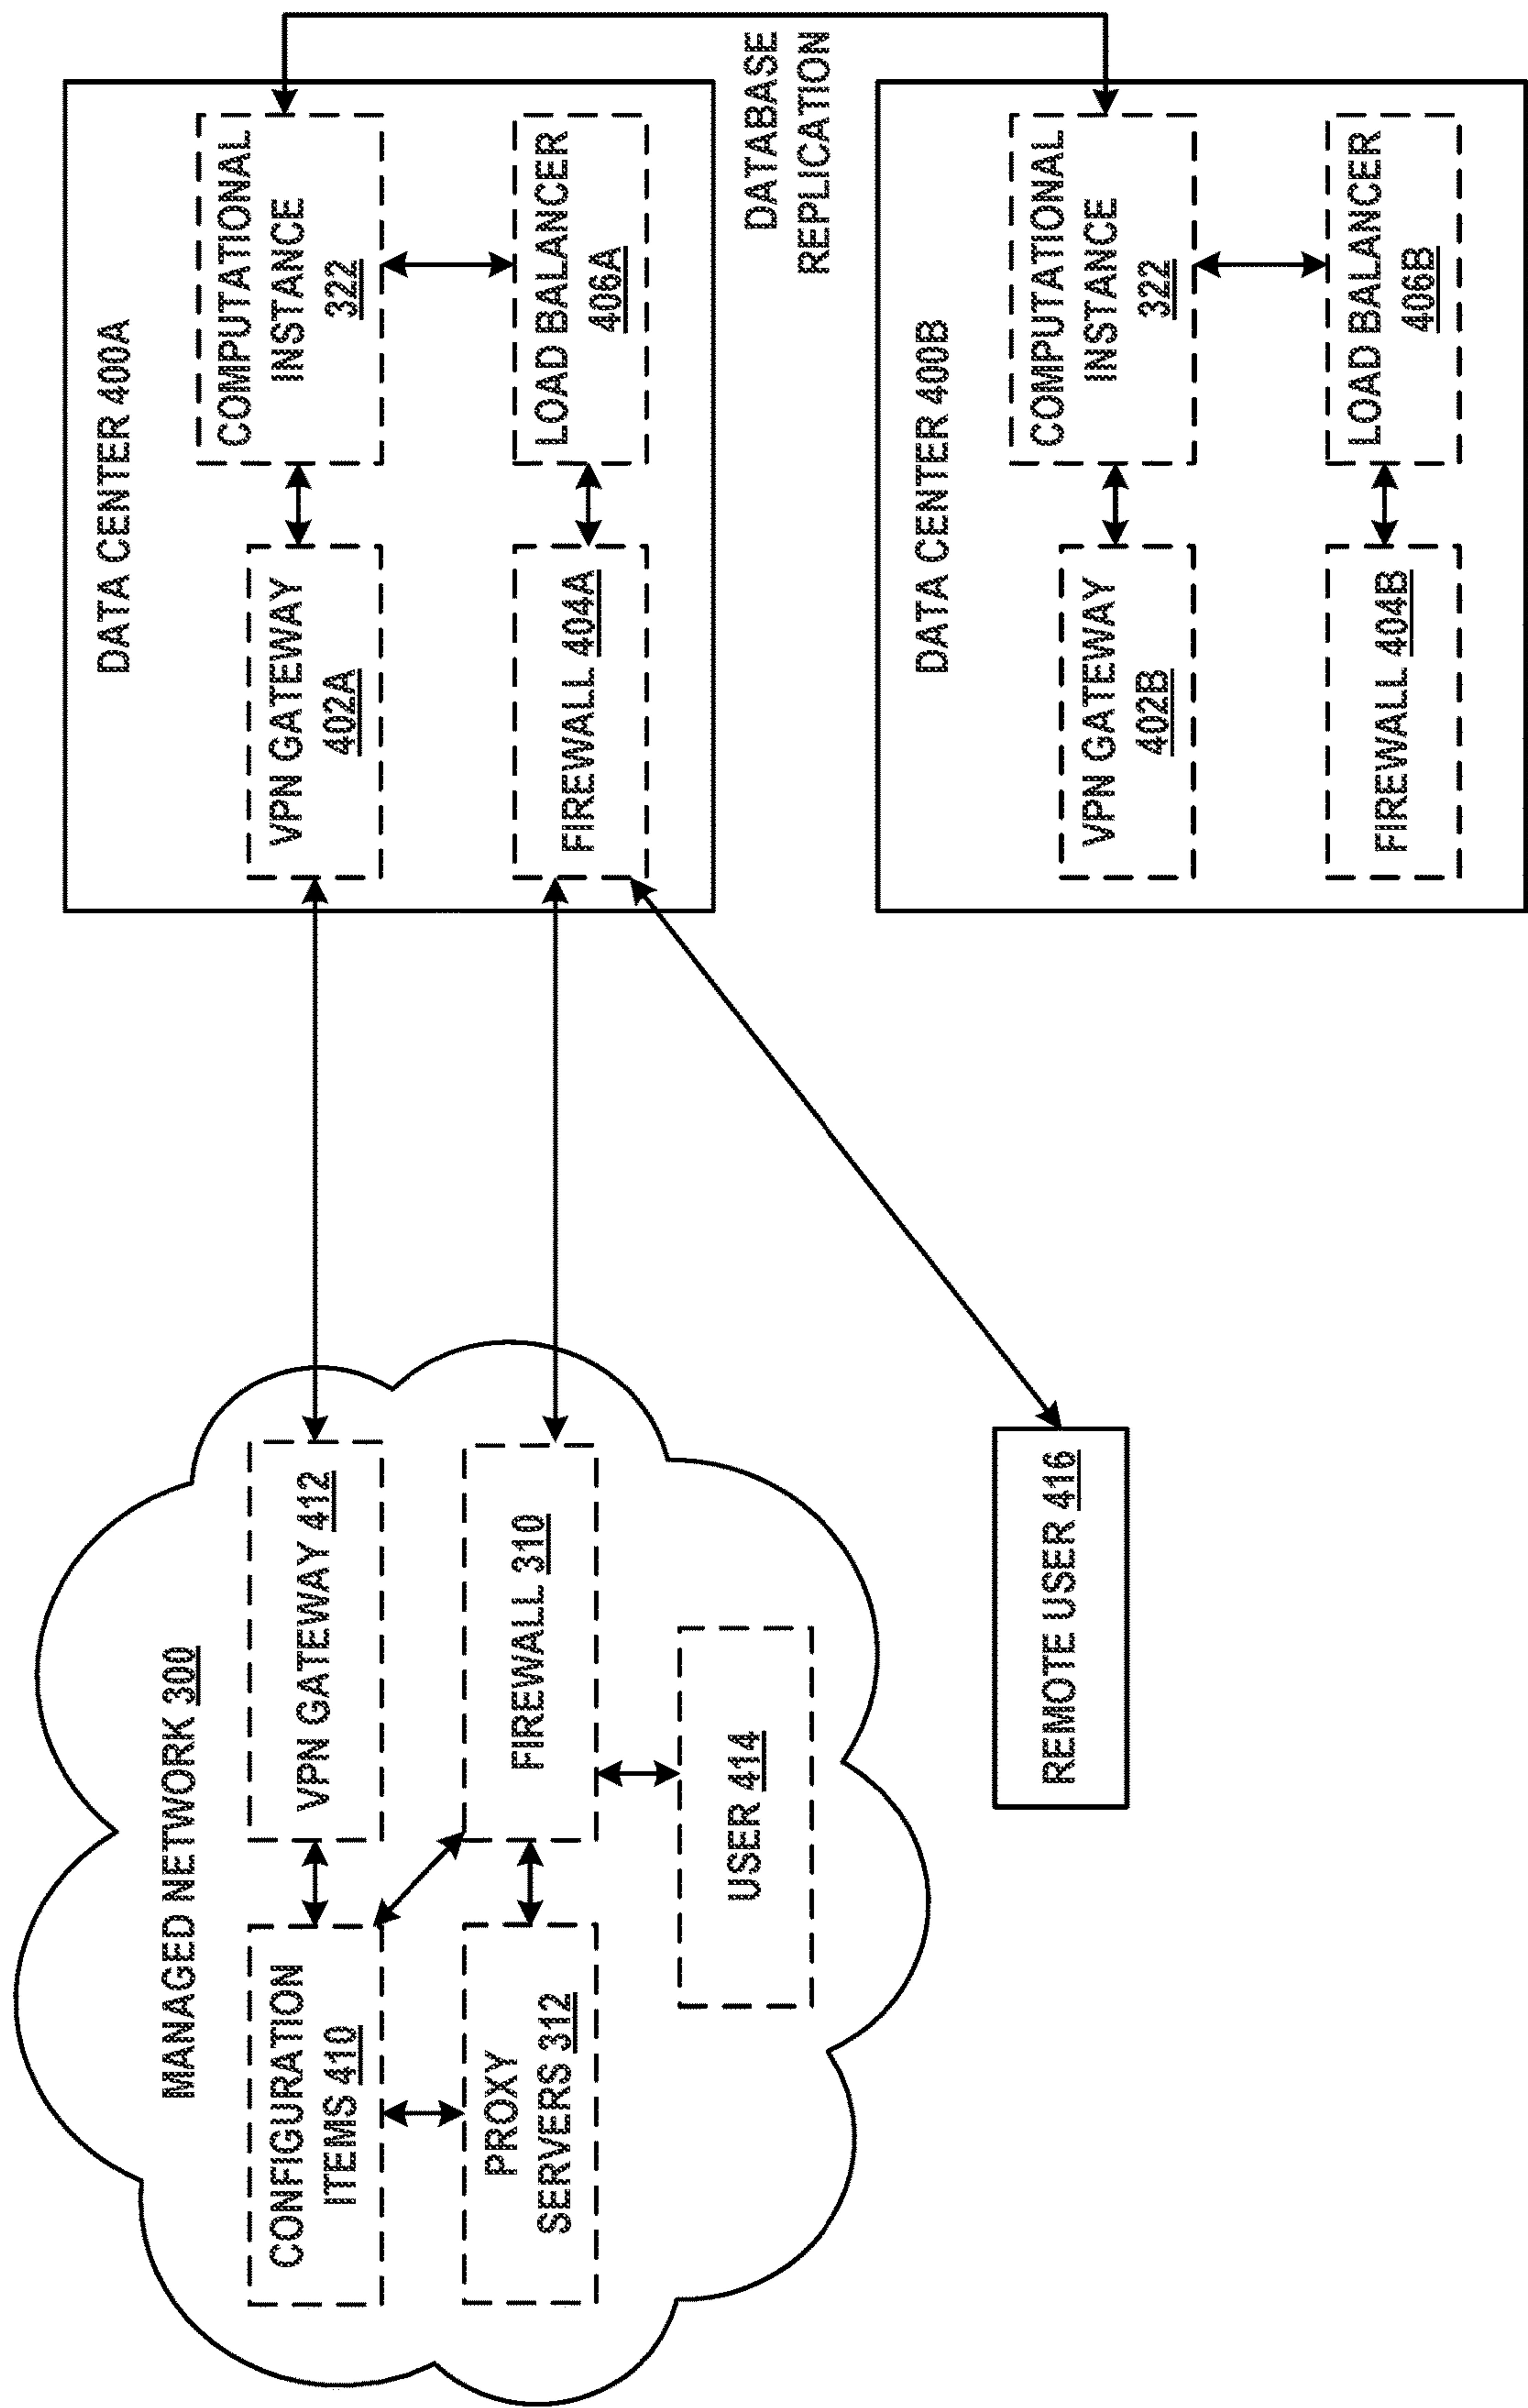 MANAGED NETWORK 300
CONFIGURATION
ITEMS 410
VPN GATEWAY 412
PROXY
SERVERS 312
FIREWALL 310
USER 414
REMOTE USER 416
DATA CENTER 400A
VPN GATEWAY
402A
COMPUTATIONAL
INSTANCE
322
FIREWALL 404A
LOAD BALANCER
406A
DATABASE
REPLICATION
DATA CENTER 400B
VPN GATEWAY
402B
COMPUTATIONAL
INSTANCE
322
FIREWALL 404B
LOAD BALANCER
406B